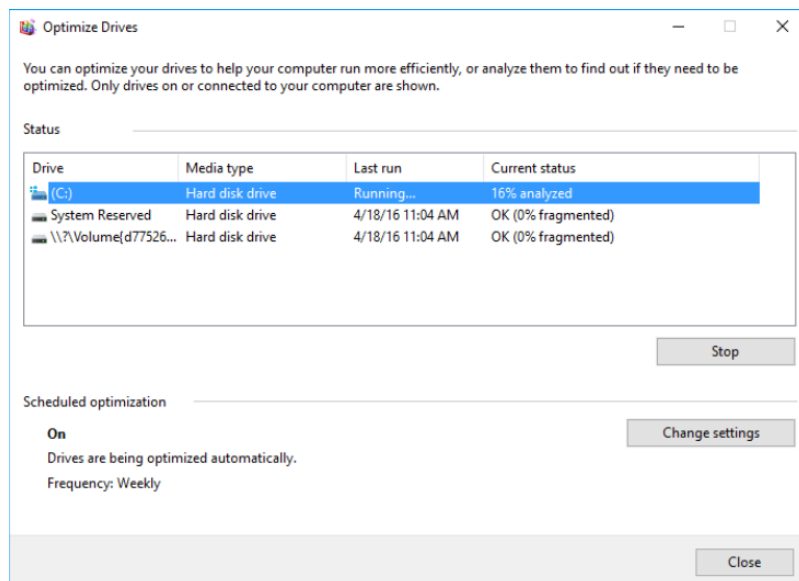 Optimize Drives
You can optimize your drives to help your computer run more efficiently, or analyze them to find out if they need to be
optimized. Only drives on or connected to your computer are shown.
Status
Drive Media type Last run Current status
(C:) Hard disk drive Running... 16% analyzed
System Reserved Hard disk drive 4/18/16 11:04 AM OK (0% fragmented)
\\?\Volume{d77526... Hard disk drive 4/18/16 11:04 AM OK (0% fragmented)
Stop
Scheduled optimization
On
Change settings
Drives are being optimized automatically.
Frequency: Weekly
Close